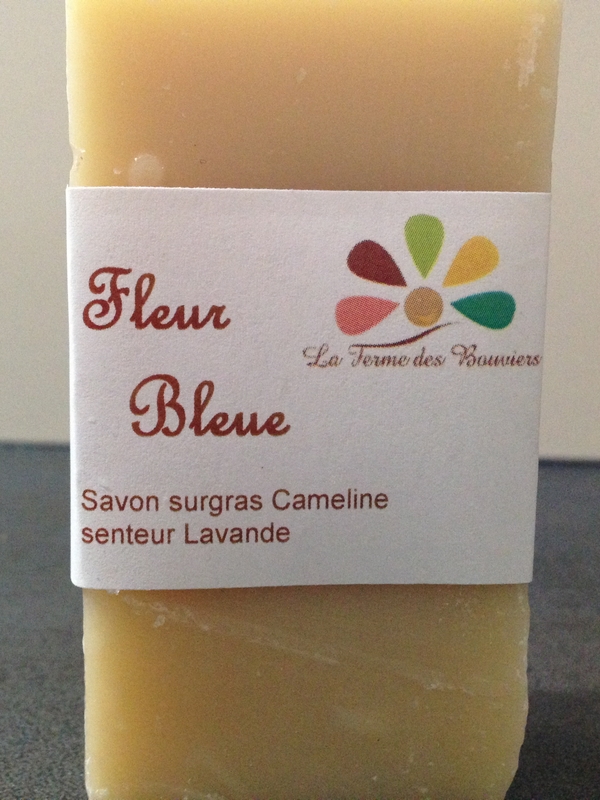 Fleur
Bleue
La Ferme des Bouviers
Savon surgras Cameline
senteur Lavande